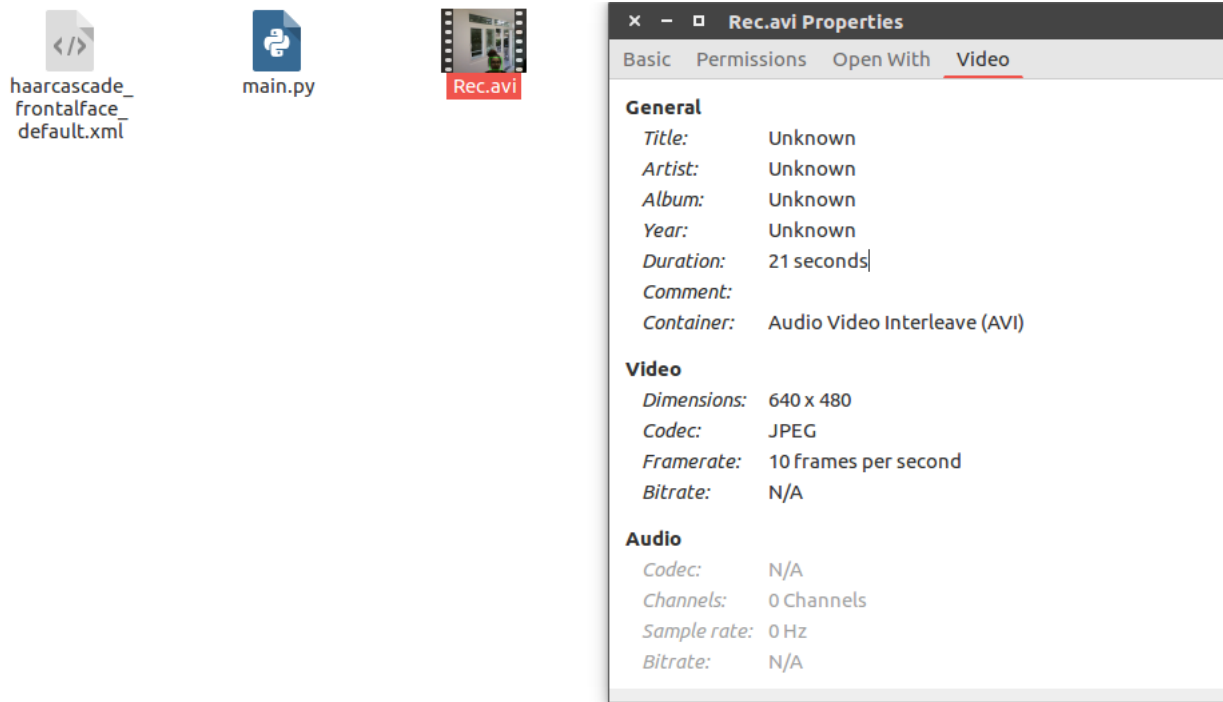 haarcascade_
frontalface_
default.xml
main.py
Rec.avi
Rec.avi Properties
Basic Permissions Open With Video
General
Title: Unknown
Artist: Unknown
Album: Unknown
Year: Unknown
Duration: 21 seconds
Comment:
Container: Audio Video Interleave (AVI)
Video
Dimensions: 640 x 480
Codec: JPEG
Framerate: 10 frames per second
Bitrate: N/A
Audio
Codec: N/A
Channels: 0 Channels
Sample rate: 0 Hz
Bitrate: N/A